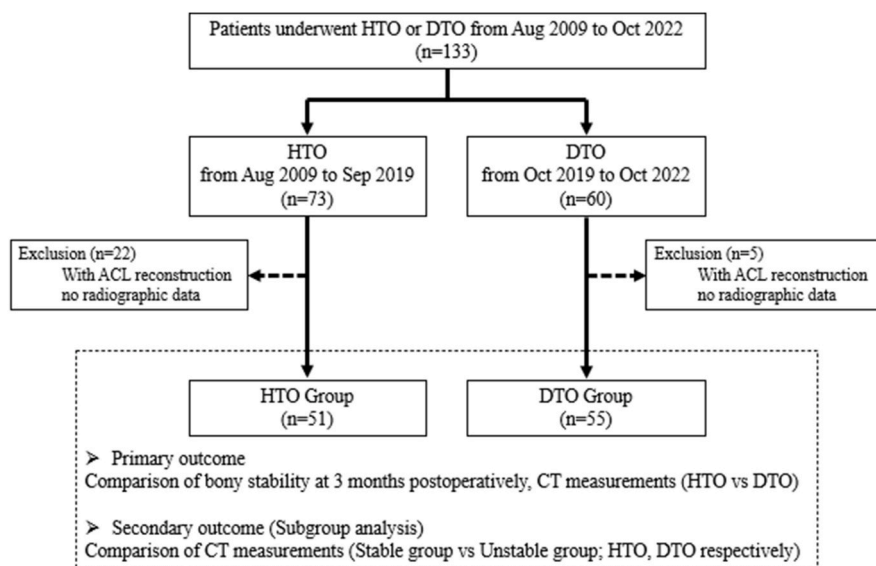 Patients underwent HTO or DTO from Aug 2009 to Oct 2022
(n=133)
HTO
from Aug 2009 to Sep 2019
(n=73)
DTO
from Oct 2019 to Oct 2022
(n=60)
Exclusion (n=22)
With ACL reconstruction
no radiographic data
Exclusion (n=5)
With ACL reconstruction
no radiographic data
HTO Group
(n=51)
DTO Group
(n=55)
➢ Primary outcome
Comparison of bony stability at 3 months postoperatively, CT measurements (HTO vs DTO)
➢ Secondary outcome (Subgroup analysis)
Comparison of CT measurements (Stable group vs Unstable group; HTO, DTO respectively)